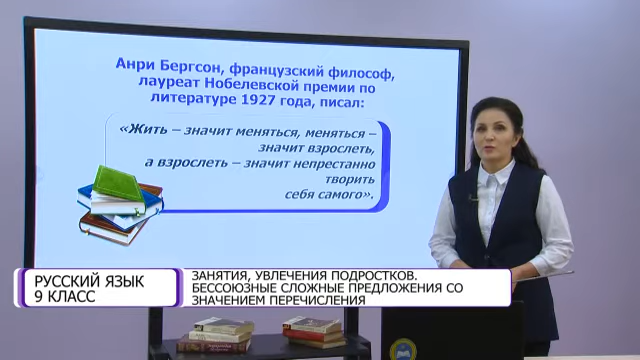 Анри Бергсон, французский философ,
лауреат Нобелевской премии по
литературе 1927 года, писал:
«Жить – значит меняться, меняться –
значит взрослеть,
а взрослеть – значит непрестанно
творить
себя самого».
РУССКИЙ ЯЗЫК
9 КЛАСС
ЗАНЯТИЯ, УВЛЕЧЕНИЯ ПОДРОСТКОВ.
БЕССОЮЗНЫЕ СЛОЖНЫЕ ПРЕДЛОЖЕНИЯ СО
ЗНАЧЕНИЕМ ПЕРЕЧИСЛЕНИЯ